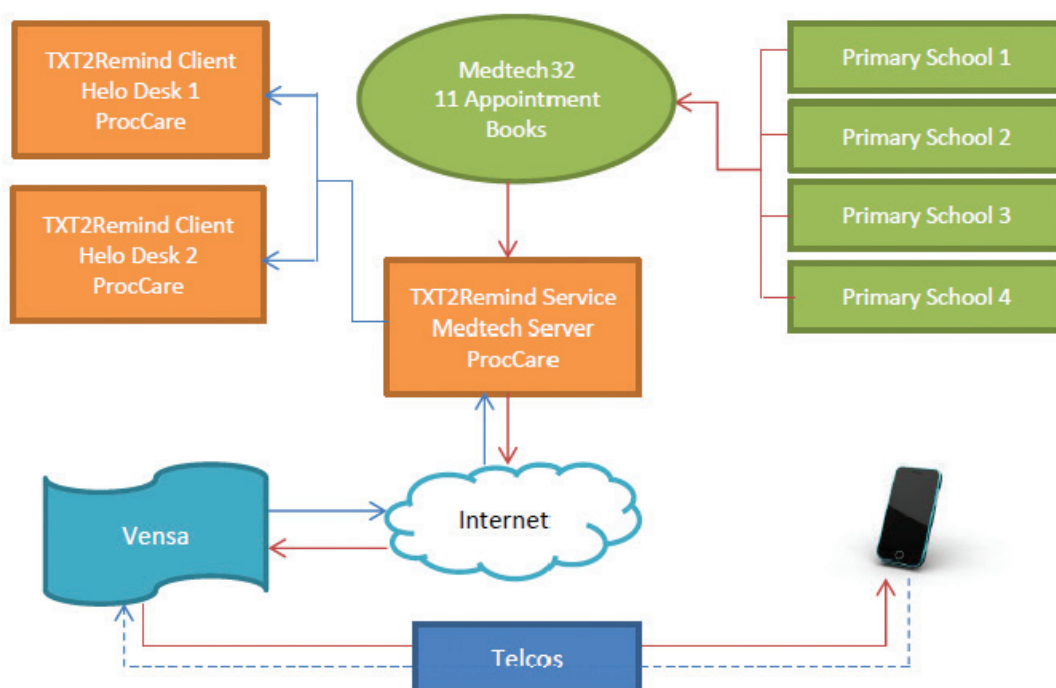 TXT2Remind Client
Helo Desk 1
ProcCare
TXT2Remind Client
Helo Desk 2
ProcCare
Medtech32
11 Appointment
Books
Primary School 1
Primary School 2
Primary School 3
Primary School 4
TXT2Remind Service
Medtech Server
ProcCare
Vensa
Internet
Telcos